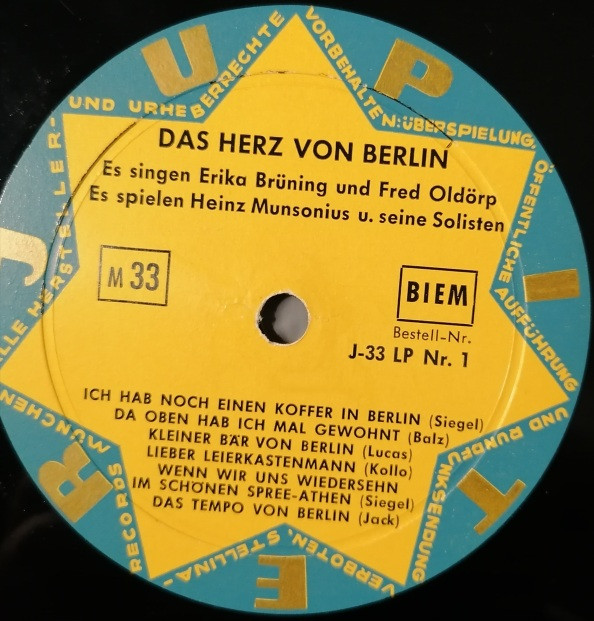 JUPITER
ALLE HERSTELLER- UND URHEBERRECHTE VORBEHALTEN: ÜBERSPIELUNG, ÖFFENTLICHE AUFFÜHRUNG UND RUNDFUNKSENDUNG VERBOTEN, STELLINA-RECORDS MÜNCHEN
DAS HERZ VON BERLIN
Es singen Erika Brüning und Fred Oldörp
Es spielen Heinz Munsonius u. seine Solisten
M 33
BIEM
Bestell-Nr.
J-33 LP Nr. 1
ICH HAB NOCH EINEN KOFFER IN BERLIN (Siegel)
DA OBEN HAB ICH MAL GEWOHNT (Balz)
KLEINER BÄR VON BERLIN (Lucas)
LIEBER LEIERKASTENMANN (Kollo)
WENN WIR UNS WIEDERSEHN
IM SCHÖNEN SPREE-ATHEN (Siegel)
DAS TEMPO VON BERLIN (Jack)